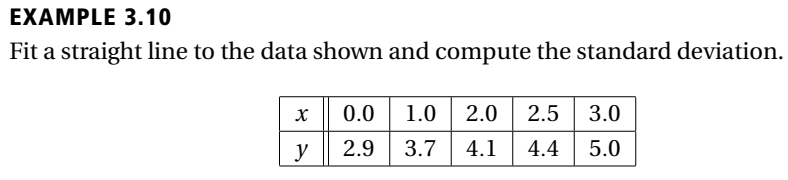 EXAMPLE 3.10
Fit a straight line to the data shown and compute the standard deviation.
x 0.0 1.0 2.0 2.5 3.0
y 2.9 3.7 4.1 4.4 5.0